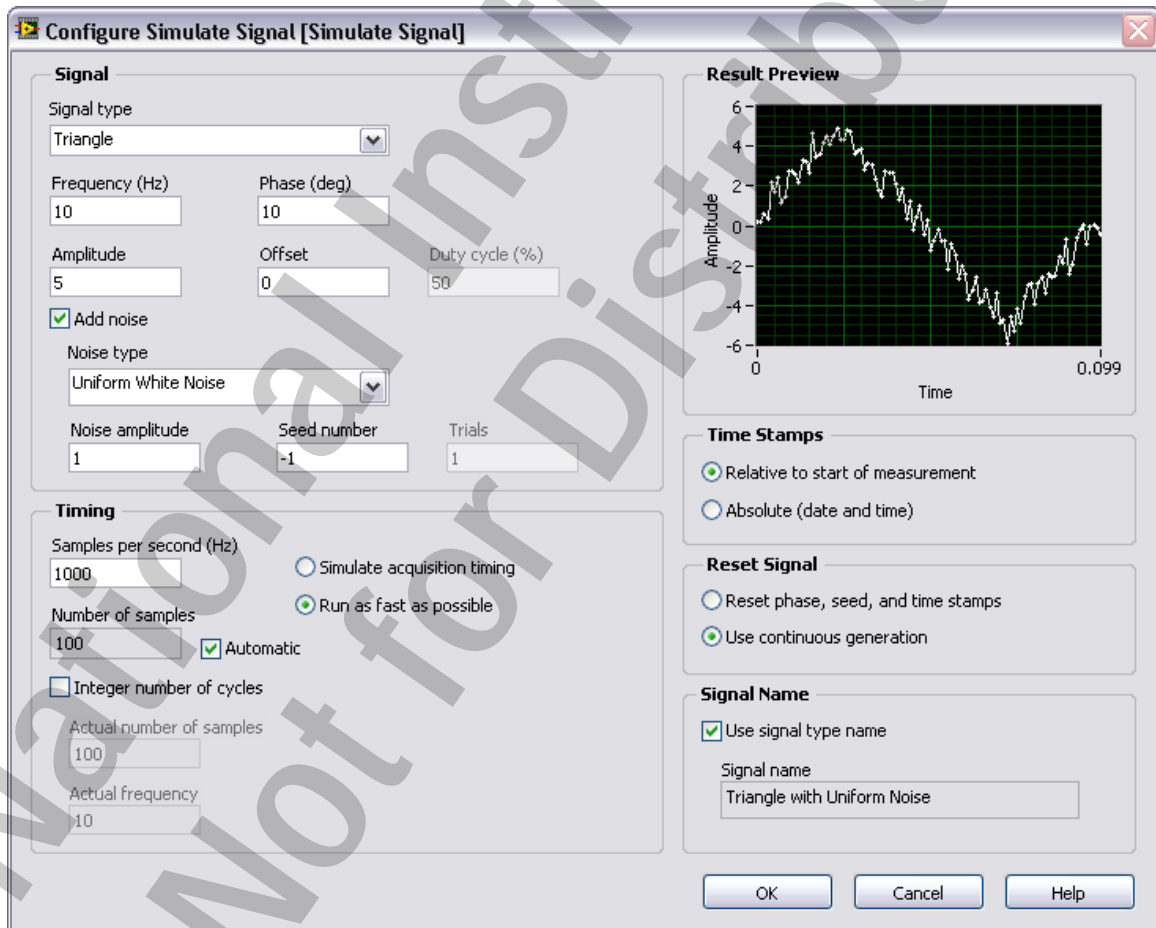 Configure Simulate Signal [Simulate Signal]
Signal
Signal type
Triangle
Frequency (Hz) Phase (deg)
10 10
Amplitude Offset Duty cycle (%)
5 0 50
Add noise
Noise type
Uniform White Noise
Noise amplitude Seed number Trials
1 -1 1
Timing
Samples per second (Hz)
1000
Simulate acquisition timing
Run as fast as possible
Number of samples
100
Automatic
Integer number of cycles
Actual number of samples
100
Actual frequency
10
Result Preview
Amplitude
6
4
2
0
-2
-4
-6
0 0.099
Time
Time Stamps
Relative to start of measurement
Absolute (date and time)
Reset Signal
Reset phase, seed, and time stamps
Use continuous generation
Signal Name
Use signal type name
Signal name
Triangle with Uniform Noise
OK Cancel Help
National Instr
Not for Distribu